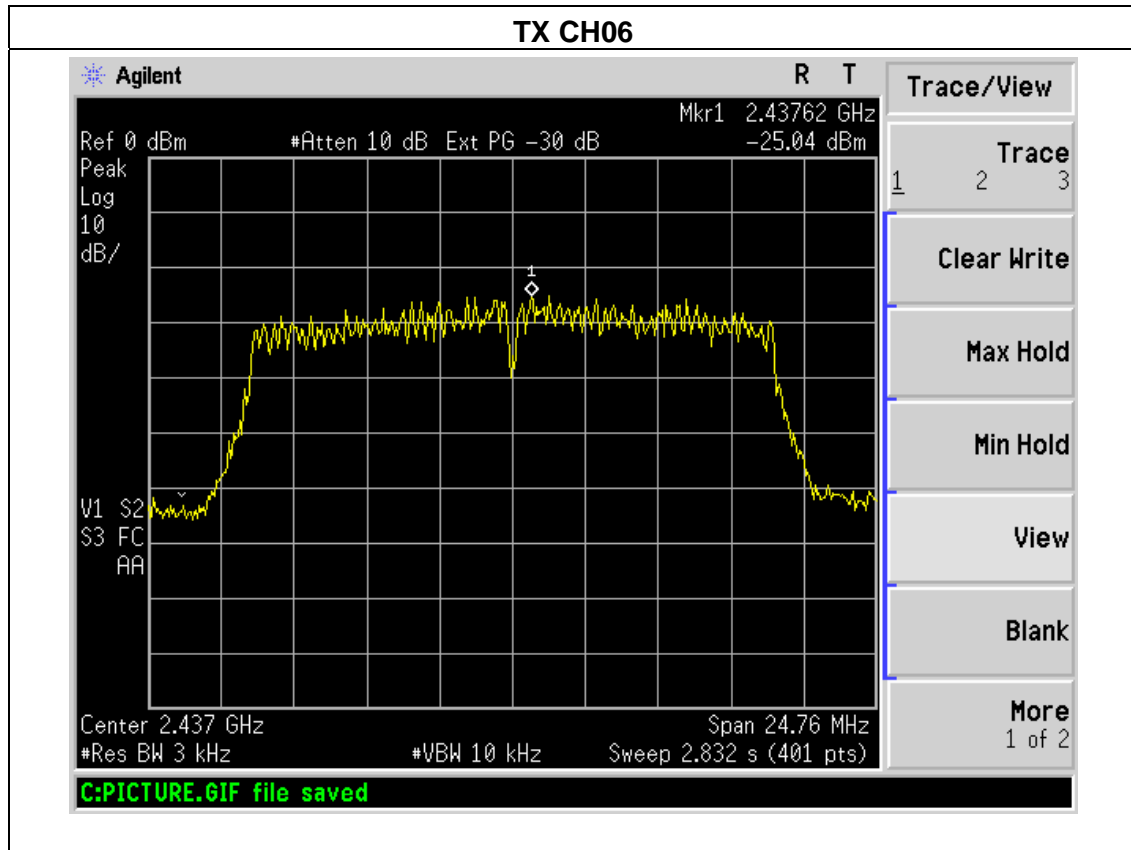 TX CH06
Agilent R T
Mkr1 2.43762 GHz
Ref 0 dBm #Atten 10 dB Ext PG -30 dB -25.04 dBm
Peak
Log
10
dB/
1
V1 S2
S3 FC
AA
Center 2.437 GHz Span 24.76 MHz
#Res BW 3 kHz #VBW 10 kHz Sweep 2.832 s (401 pts)
C:PICTURE.GIF file saved
Trace/View
Trace
1 2 3
Clear Write
Max Hold
Min Hold
View
Blank
More
1 of 2